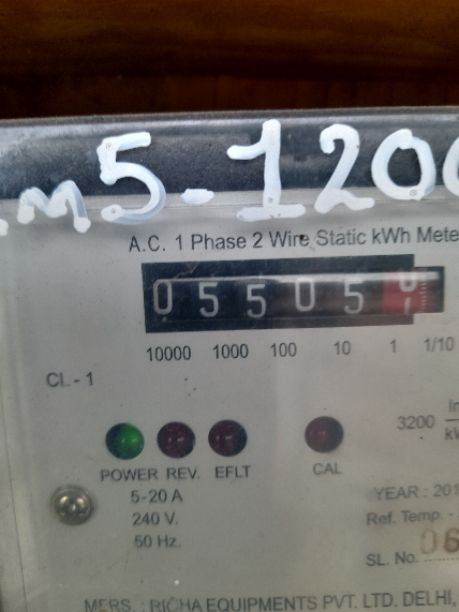 .m5-1200
A.C. 1 Phase 2 Wire Static kWh Mete
05505
10000 1000 100 10 1 1/10
CL-1
3200
POWER REV. EFLT CAL
5-20 A
240 V.
50 Hz.
YEAR : 201
Ref. Temp. -
SL. No. 06
MERS. : RICHA EQUIPMENTS PVT. LTD. DELHI,